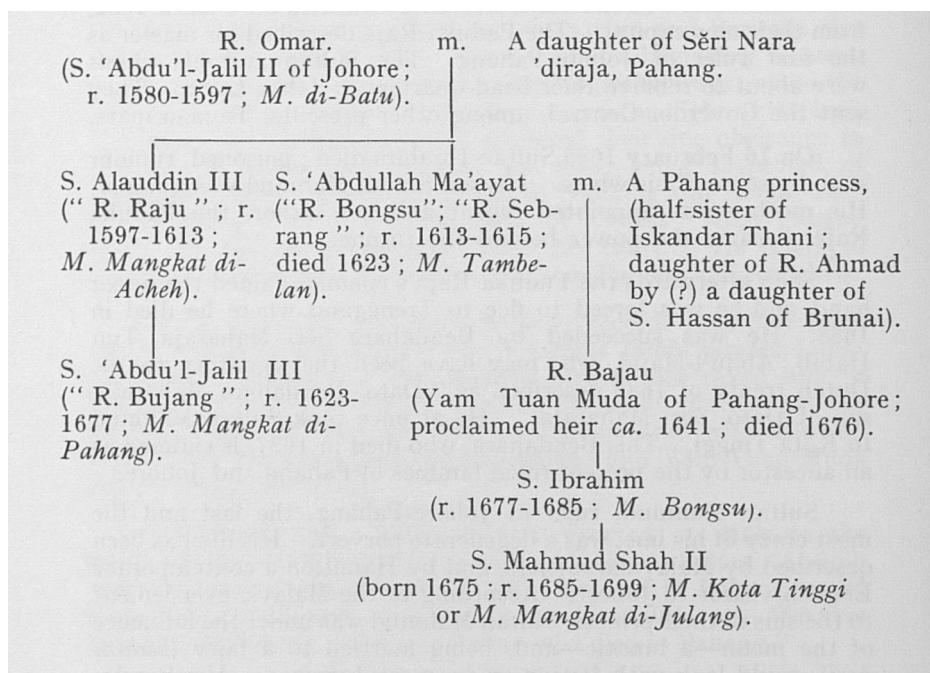 R. Omar. m. A daughter of Sĕri Nara
(S. ‘Abdu’l-Jalil II of Johore; ’diraja, Pahang.
r. 1580-1597; M. di-Batu).
S. Alauddin III S. ‘Abdullah Ma’ayat m. A Pahang princess,
(“ R. Raju ”; r. (“R. Bongsu”; “R. Seb- (half-sister of
1597-1613; rang” r. 1613-1615; Iskandar Thani;
M. Mangkat di- died 1623; M. Tambe- daughter of R. Ahmad
Acheh). lan). by (?) a daughter of
S. Hasan of Brunai).
S. ‘Abdu’l-Jalil III R. Bajau
(“ R. Bujang ”; r. 1623- (Yam Tuan Muda of Pahang-Johore;
1677; M. Mangkat di- proclaimed heir ca. 1641; died 1676).
Pahang).
S. Ibrahim
(r. 1677-1685; M. Bongsu).
S. Mahmud Shah II
(born 1675; r. 1685-1699; M. Kota Tinggi
or M. Mangkat di-Julang).